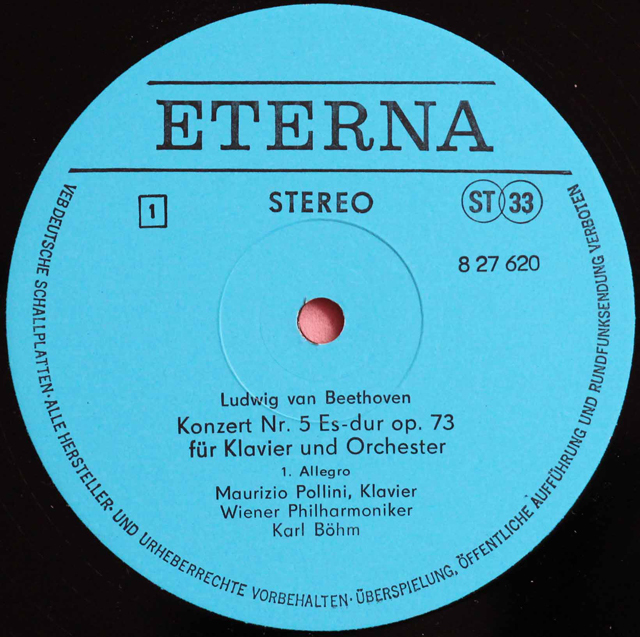 ETERNA
1
STEREO
ST 33
8 27 620
Ludwig van Beethoven
Konzert Nr. 5 Es-dur op. 73
für Klavier und Orchester
1. Allegro
Maurizio Pollini, Klavier
Wiener Philharmoniker
Karl Böhm
VEB DEUTSCHE SCHALLPLATTEN · ALLE HERSTELLER- UND URHEBERRECHTE VORBEHALTEN · ÜBERSPIELUNG, ÖFFENTLICHE AUFFÜHRUNG UND RUNDFUNKSENDUNG VERBOTEN